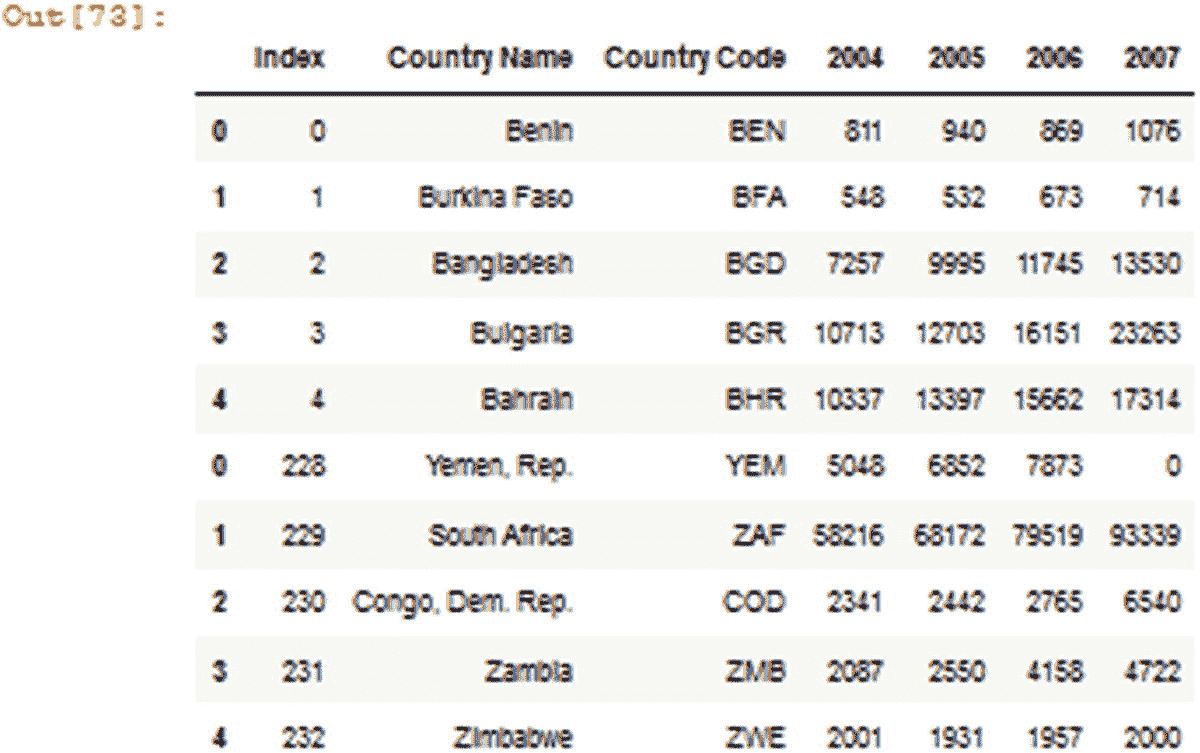 Out[73]:
Index Country Name Country Code 2004 2005 2006 2007
0 0 Benin BEN 811 940 869 1076
1 1 Burkina Faso BFA 548 532 673 714
2 2 Bangladesh BGD 7257 9995 11745 13530
3 3 Bulgaria BGR 10713 12703 16151 23263
4 4 Bahrain BHR 10337 13397 15662 17314
0 228 Yemen, Rep. YEM 5048 6852 7873 0
1 229 South Africa ZAF 58216 68172 79519 93339
2 230 Congo, Dem. Rep. COD 2341 2442 2765 6540
3 231 Zambia ZMB 2087 2550 4158 4722
4 232 Zimbabwe ZWE 2001 1931 1957 2000